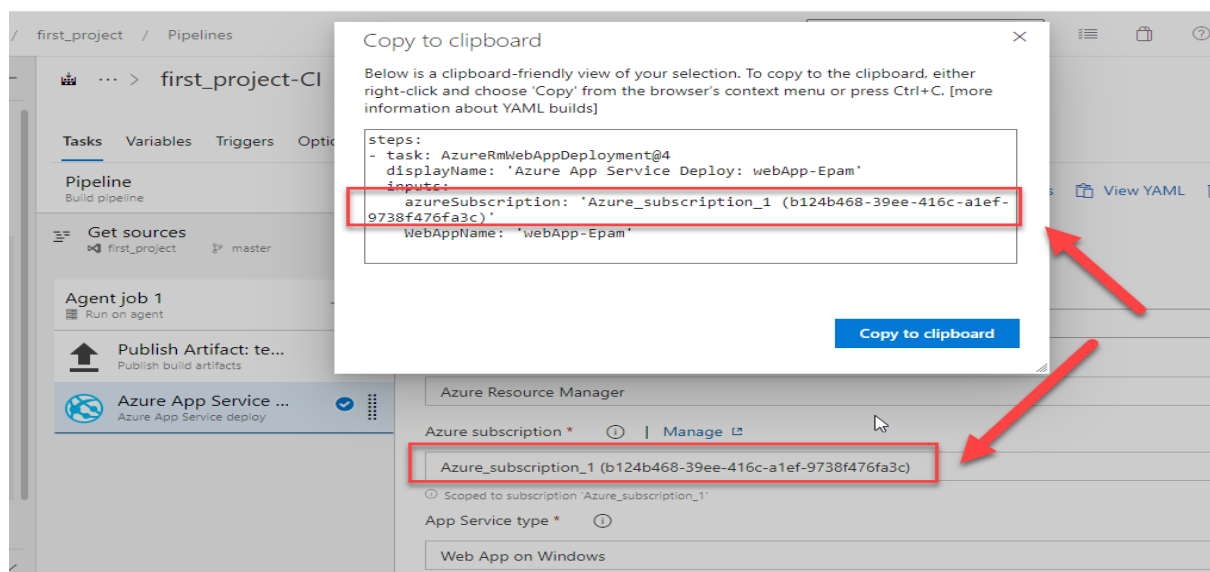 / first_project / Pipelines
··· > first_project-CI
Tasks Variables Triggers
Pipeline
Build pipeline
Get sources
first_project master
Agent job 1
Run on agent
Publish Artifact: te...
Publish build artifacts
Azure App Service ...
Azure App Service deploy
Copy to clipboard
Below is a clipboard-friendly view of your selection. To copy to the clipboard, either
right-click and choose 'Copy' from the browser's context menu or press Ctrl+C. [more
information about YAML builds]
steps:
- task: AzureRmWebAppDeployment@4
displayName: 'Azure App Service Deploy: webApp-Epam'
inputs:
azureSubscription: 'Azure_subscription_1 (b124b468-39ee-416c-a1ef-
9738f476fa3c)'
WebAppName: 'webApp-Epam'
Copy to clipboard
View YAML
Azure Resource Manager
Azure subscription * | Manage
Azure_subscription_1 (b124b468-39ee-416c-a1ef-9738f476fa3c)
Scoped to subscription 'Azure_subscription_1'
App Service type *
Web App on Windows